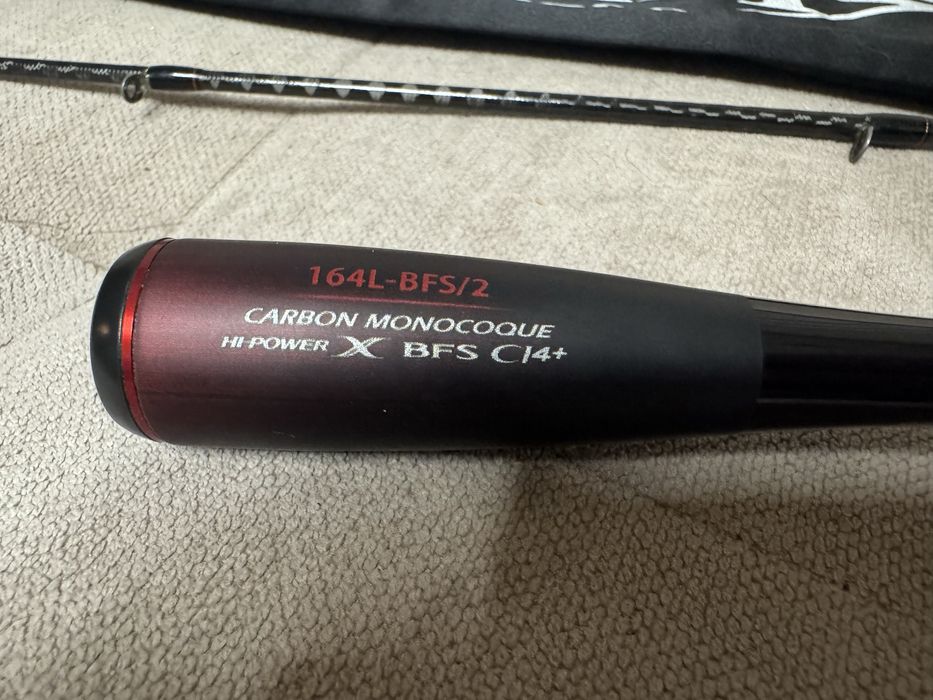 164L-BFS/2
CARBON MONOCOQUE
HI-POWER X BFS CI4+